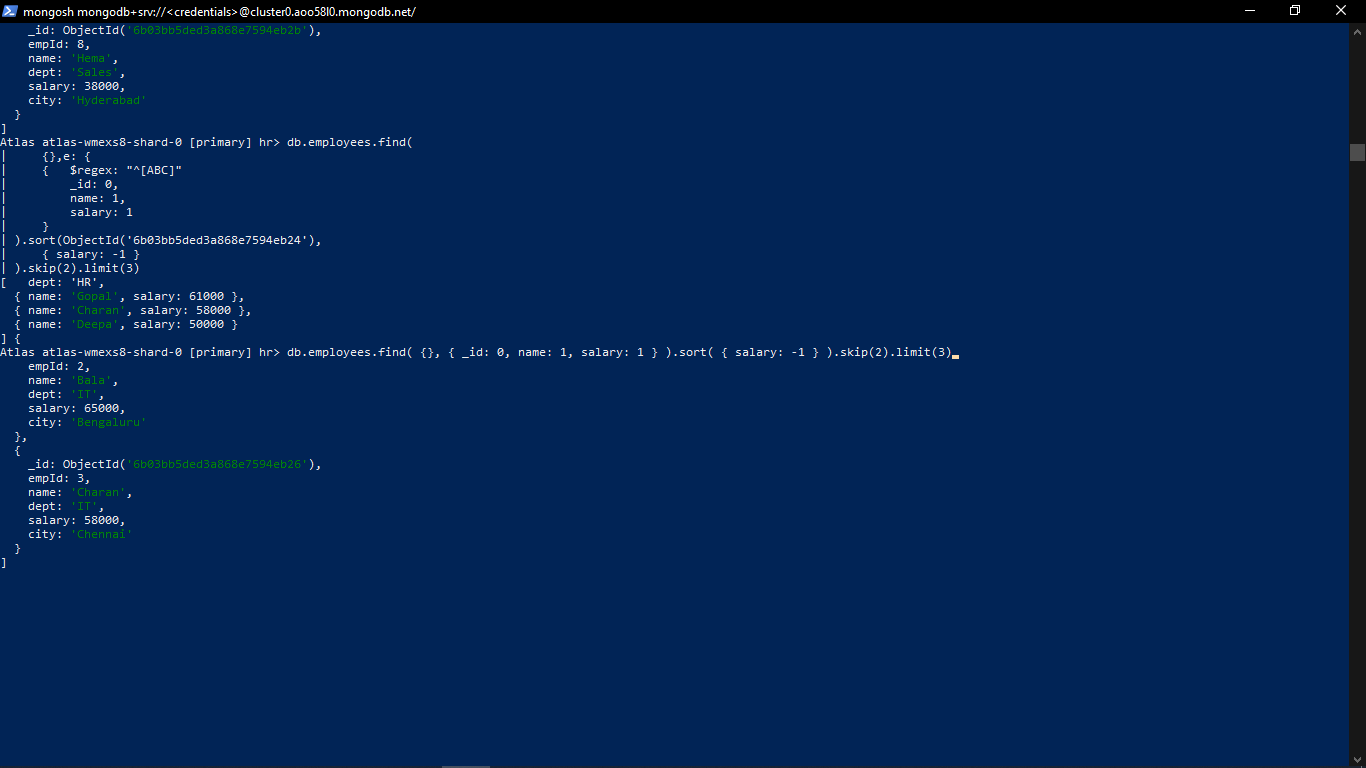 mongosh mongodb+srv://<credentials>@cluster0.aoo58l0.mongodb.net/
    _id: ObjectId('6b03bb5ded3a868e7594eb2b'),
    empId: 8,
    name: 'Hema',
    dept: 'Sales',
    salary: 38000,
    city: 'Hyderabad'
  }
]
Atlas atlas-wmexs8-shard-0 [primary] hr> db.employees.find(
|     {},e: {
|     {   $regex: "^[ABC]"
|         _id: 0,
|         name: 1,
|         salary: 1
|     }
| ).sort(ObjectId('6b03bb5ded3a868e7594eb24'),
|     { salary: -1 }
| ).skip(2).limit(3)
[   dept: 'HR',
  { name: 'Gopal', salary: 61000 },
  { name: 'Charan', salary: 58000 },
  { name: 'Deepa', salary: 50000 }
] {
Atlas atlas-wmexs8-shard-0 [primary] hr> db.employees.find( {}, { _id: 0, name: 1, salary: 1 } ).sort( { salary: -1 } ).skip(2).limit(3)
    empId: 2,
    name: 'Bala',
    dept: 'IT',
    salary: 65000,
    city: 'Bengaluru'
  },
  {
    _id: ObjectId('6b03bb5ded3a868e7594eb26'),
    empId: 3,
    name: 'Charan',
    dept: 'IT',
    salary: 58000,
    city: 'Chennai'
  }
]